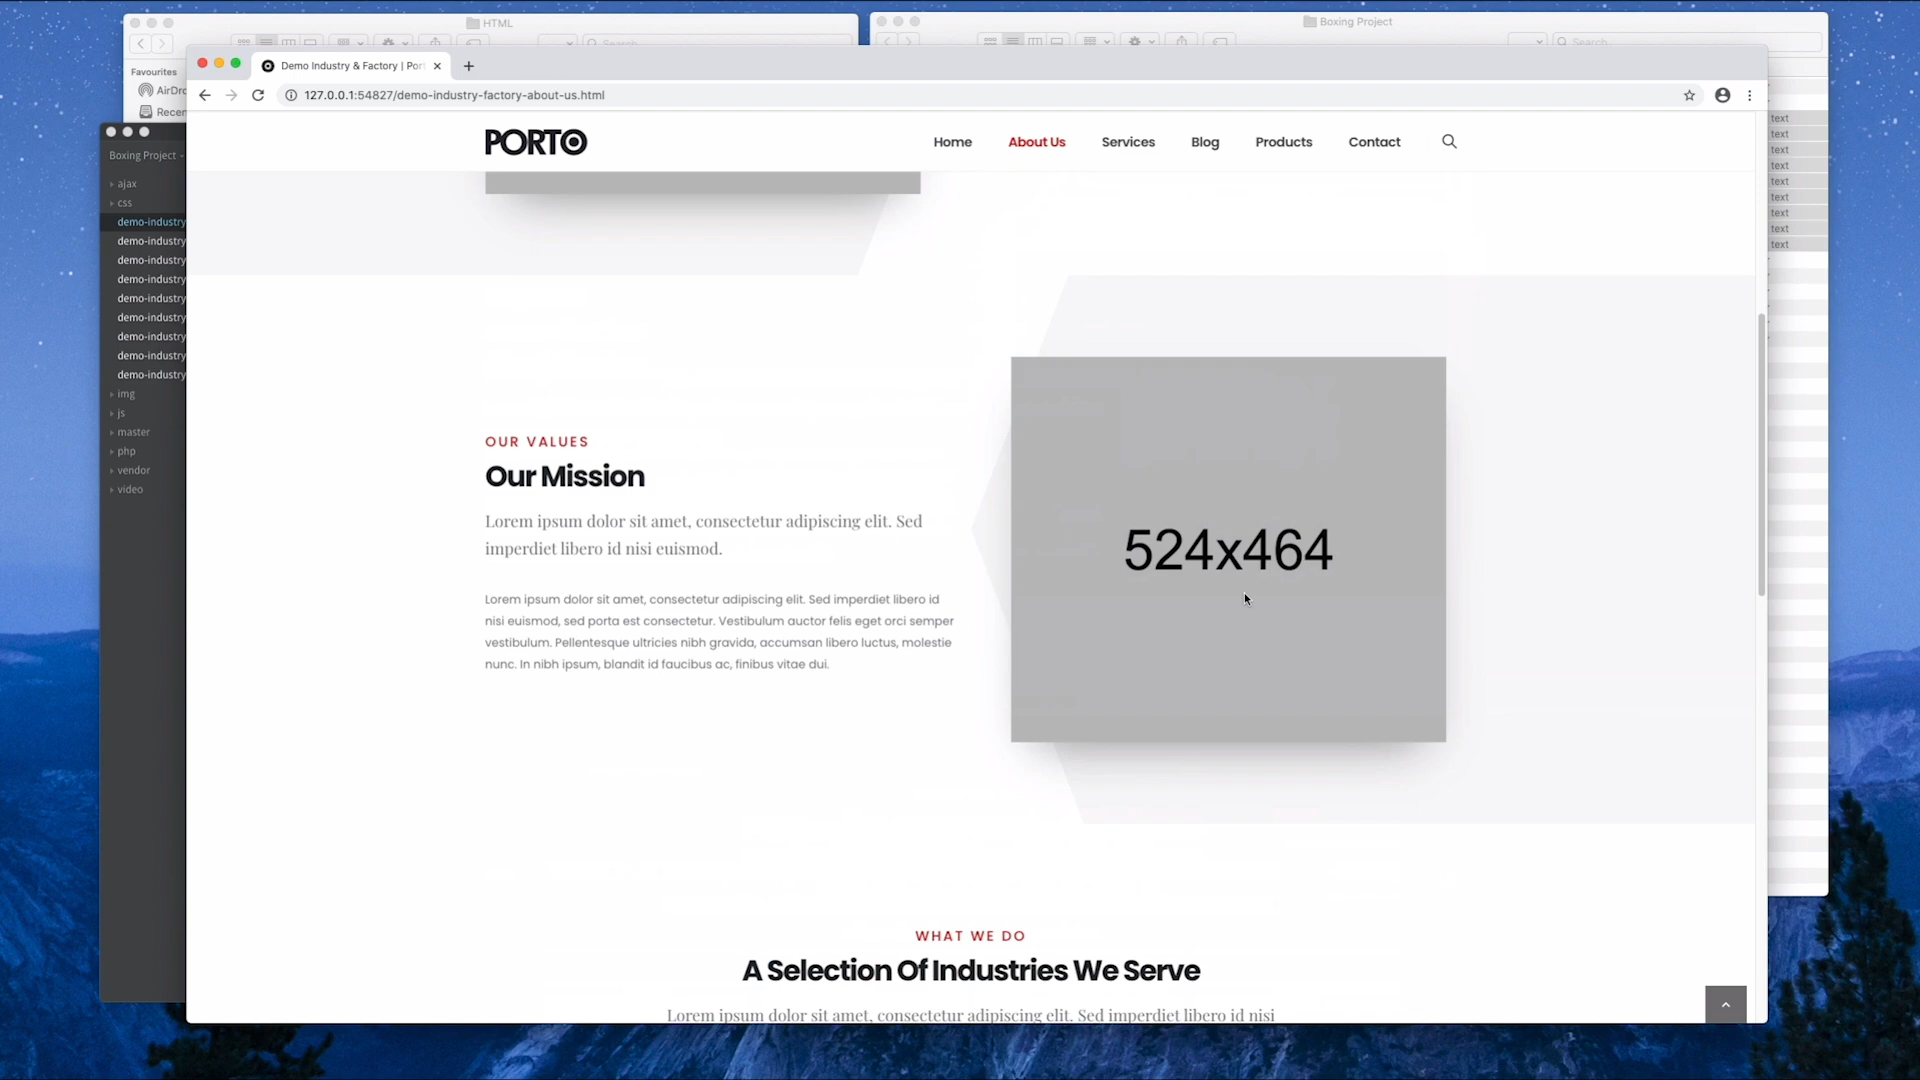 HTML
Boxing Project
Search
Search
Favourites
AirDro
Recen
Demo Industry & Factory | Port
127.0.0.1:54827/demo-industry-factory-about-us.html
Boxing Project -
ajax
css
demo-industry
demo-industry
demo-industry
demo-industry
demo-industry
demo-industry
demo-industry
demo-industry
demo-industry
img
js
master
php
vendor
video
text
text
text
text
text
text
text
text
text
PORTO
Home
About Us
Services
Blog
Products
Contact
OUR VALUES
Our Mission
Lorem ipsum dolor sit amet, consectetur adipiscing elit. Sed
imperdiet libero id nisi euismod.
Lorem ipsum dolor sit amet, consectetur adipiscing elit. Sed imperdiet libero id
nisi euismod, sed porta est consectetur. Vestibulum auctor felis eget orci semper
vestibulum. Pellentesque ultricies nibh gravida, accumsan libero luctus, molestie
nunc. In nibh ipsum, blandit id faucibus ac, finibus vitae dui.
524x464
WHAT WE DO
A Selection Of Industries We Serve
Lorem ipsum dolor sit amet, consectetur adipiscing elit. Sed imperdiet libero id nisi